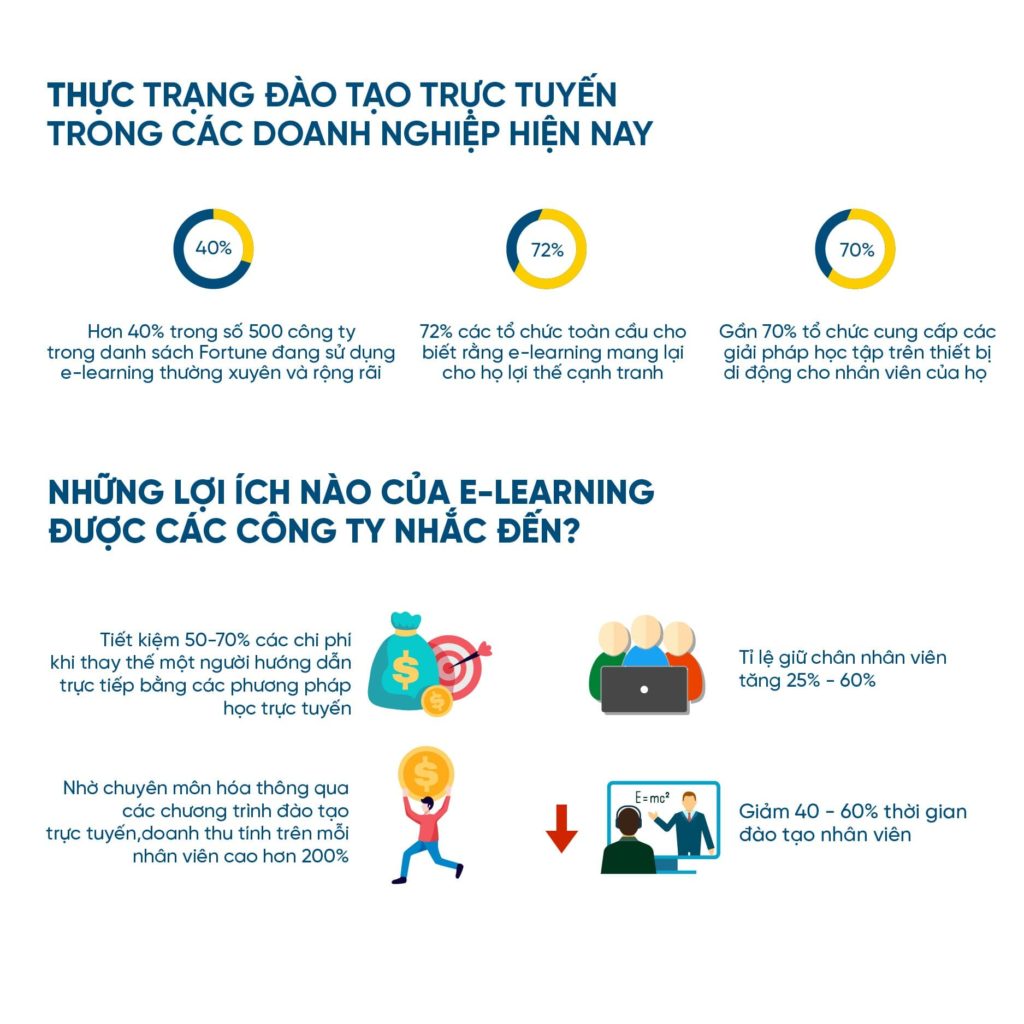 THỰC TRẠNG ĐÀO TẠO TRỰC TUYẾN
TRONG CÁC DOANH NGHIỆP HIỆN NAY
40%
72%
70%
Hơn 40% trong số 500 công ty
trong danh sách Fortune đang sử dụng
e-learning thường xuyên và rộng rãi
72% các tổ chức toàn cầu cho
biết rằng e-learning mang lại
cho họ lợi thế cạnh tranh
Gần 70% tổ chức cung cấp các
giải pháp học tập trên thiết bị
di động cho nhân viên của họ
NHỮNG LỢI ÍCH NÀO CỦA E-LEARNING
ĐƯỢC CÁC CÔNG TY NHẮC ĐẾN?
Tiết kiệm 50-70% các chi phí
khi thay thế một người hướng dẫn
trực tiếp bằng các phương pháp
học trực tuyến
$
$
Tỉ lệ giữ chân nhân viên
tăng 25% - 60%
Nhờ chuyên môn hóa thông qua
các chương trình đào tạo
trực tuyến,doanh thu tính trên mỗi
nhân viên cao hơn 200%
$
E=mc²
Giảm 40 - 60% thời gian
đào tạo nhân viên